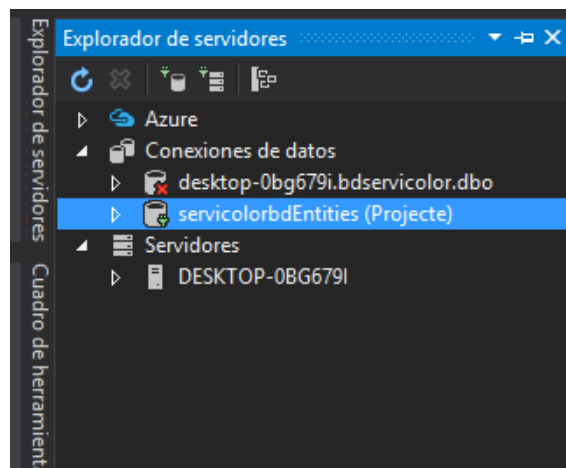 Explorador de servidores
Explorador de servidores
Azure
Conexiones de datos
desktop-0bg679i.bdservicolor.dbo
servicolorbdEntities (Projecte)
Servidores
DESKTOP-0BG679I
Cuadro de herramient